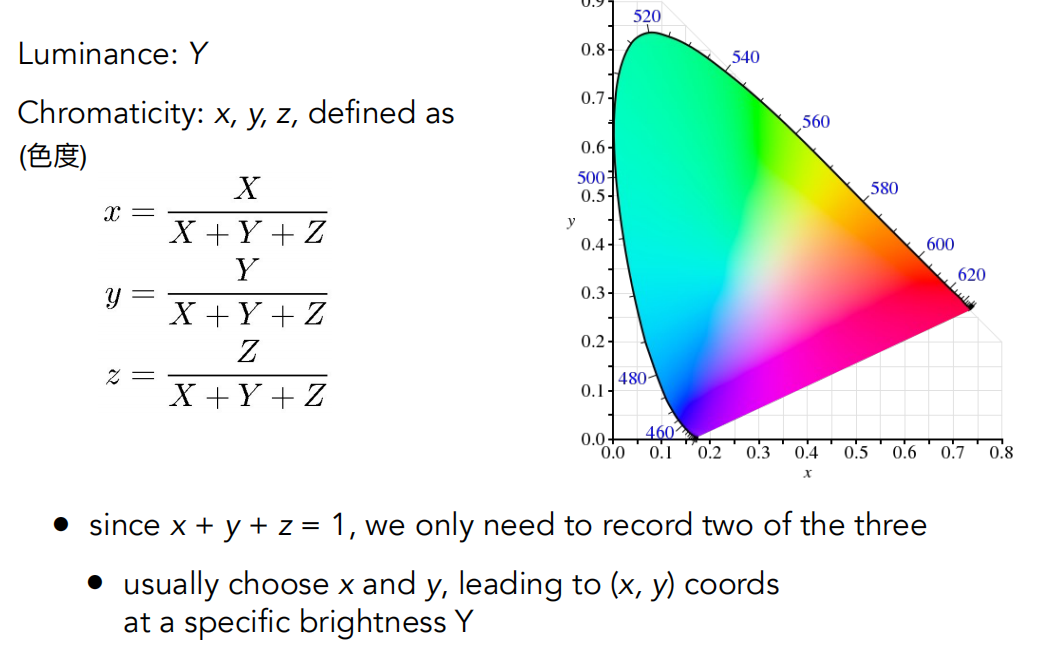 Luminance: Y
Chromaticity: x, y, z, defined as
(色度)
x = X / X + Y + Z
y = Y / X + Y + Z
z = Z / X + Y + Z
0.9
520
0.8
540
0.7
560
0.6
500
580
0.5
y
0.4
600
620
0.3
0.2
480
0.1
460
0.0
0.0 0.1 0.2 0.3 0.4 0.5 0.6 0.7 0.8
x
• since x + y + z = 1, we only need to record two of the three
• usually choose x and y, leading to (x, y) coords
at a specific brightness Y